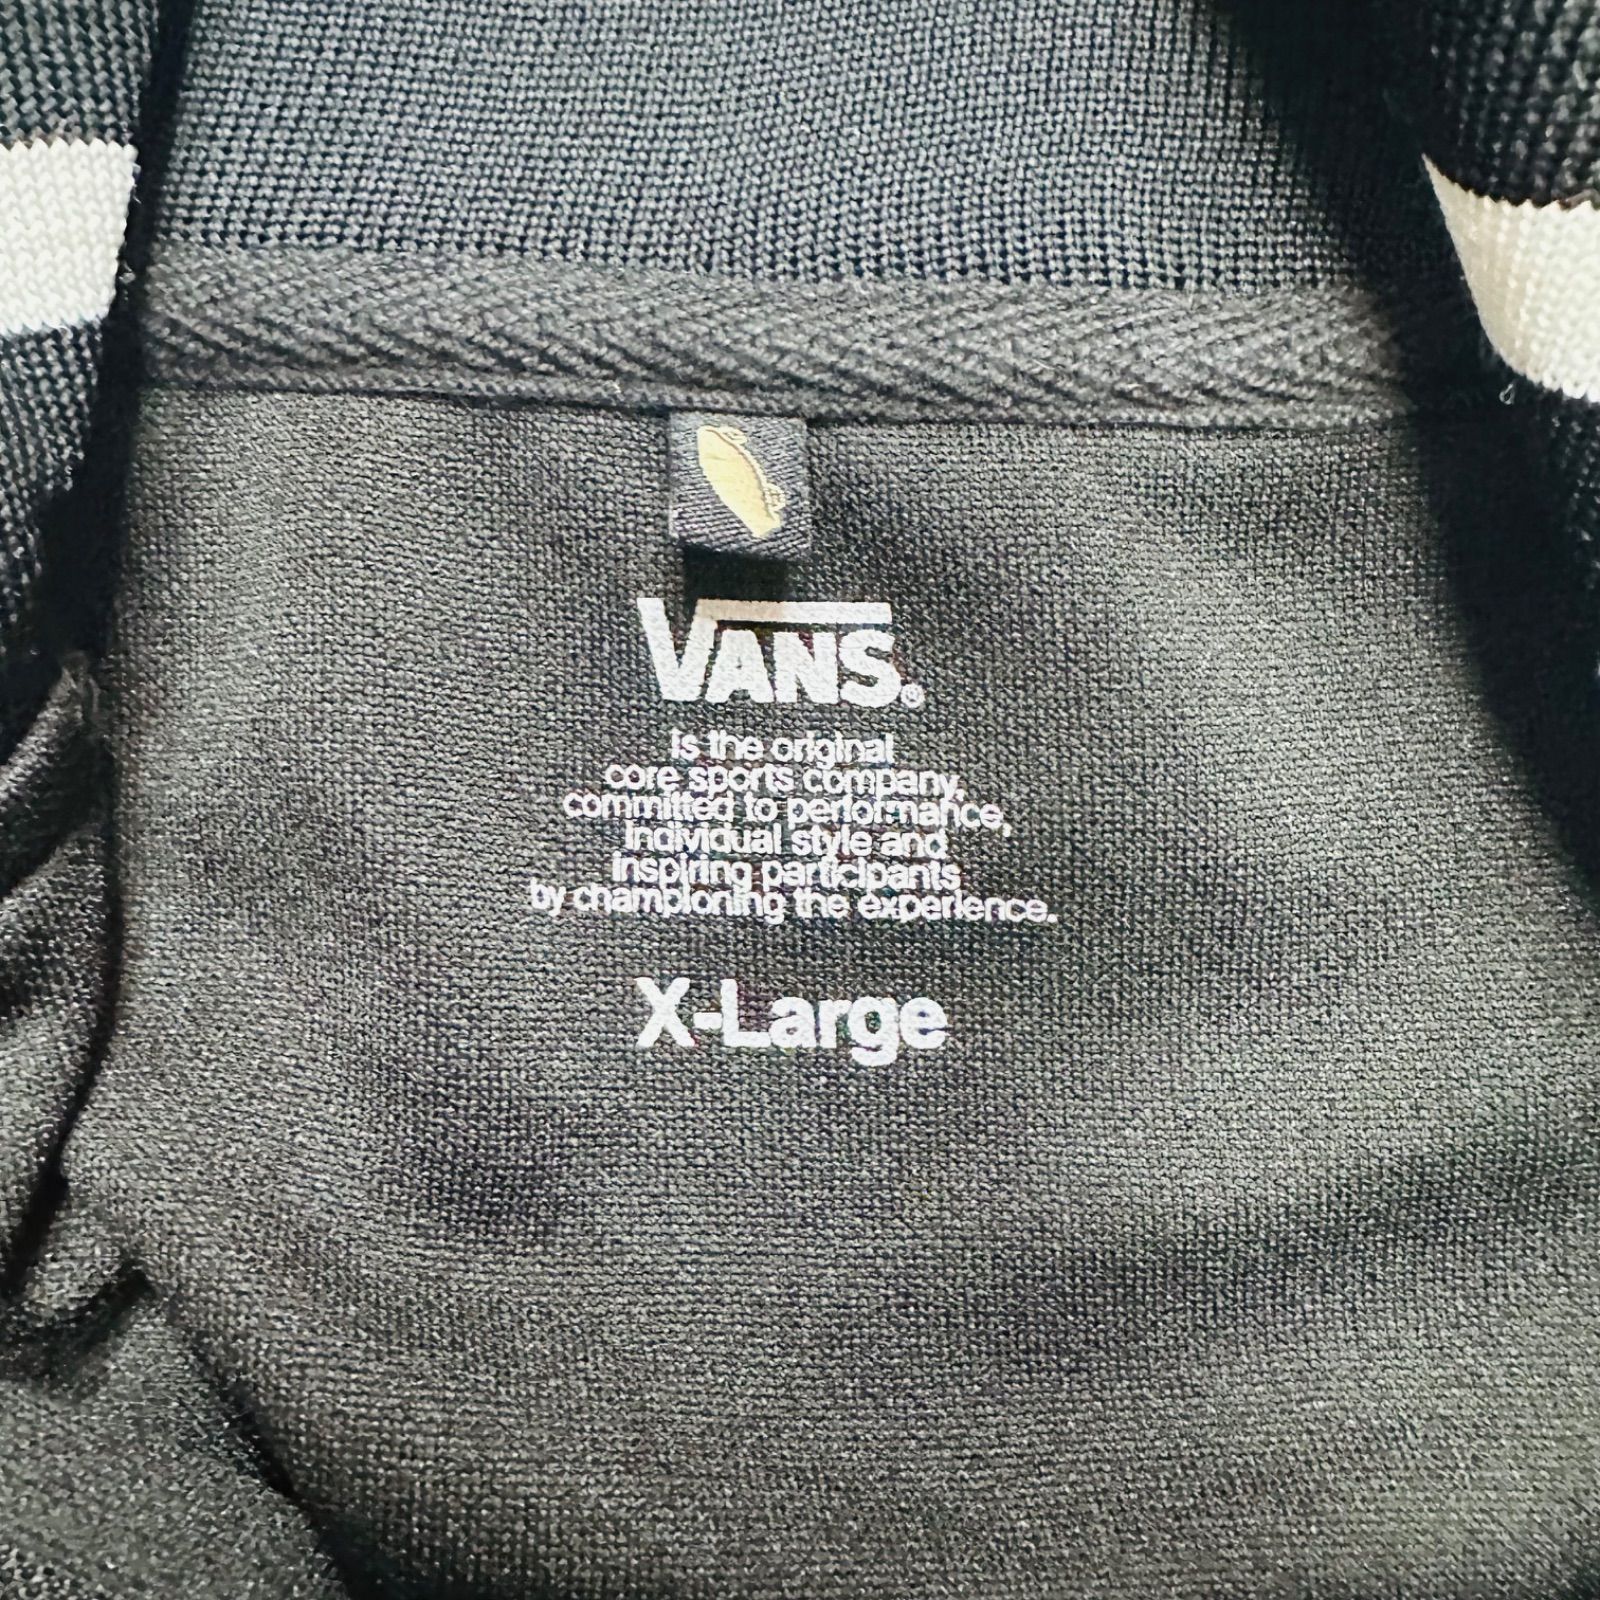 VANS®
is the original
core sports company,
committed to performance,
individual style and
inspiring participants
by championing the experience.
X-Large